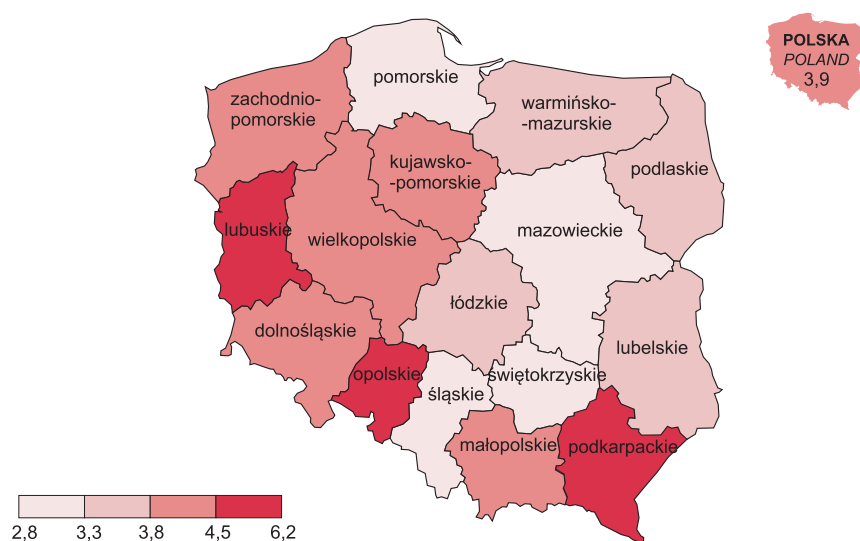 POLSKA
POLAND
3,9
pomorskie
zachodnio-
-pomorskie
warmińsko-
-mazurskie
kujawsko-
-pomorskie
podlaskie
lubuskie
wielkopolskie
mazowieckie
łódzkie
dolnośląskie
lubelskie
opolskie
świętokrzyskie
śląskie
małopolskie
podkarpackie
2,8 3,3 3,8 4,5 6,2